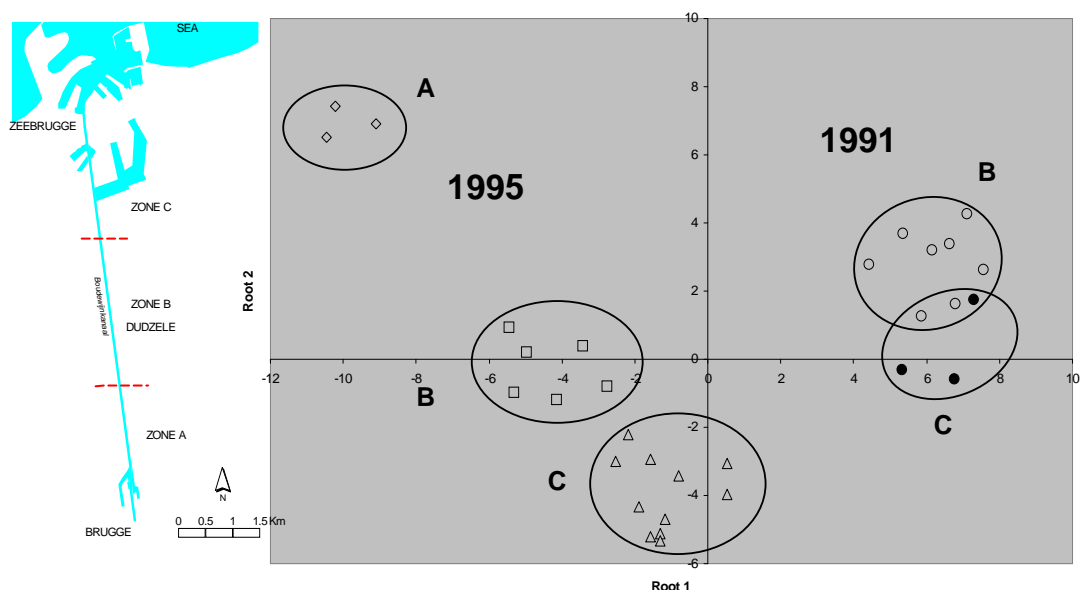 SEA
ZEEBRUGGE
ZONE C
Boudewijnkanaal
ZONE B
DUDZELE
ZONE A
N
BRUGGE
0 0.5 1 1.5 Km
10
8
6
4
2
0
-2
-4
-6
-12 -10 -8 -6 -4 -2 0 2 4 6 8 10
Root 2
Root 1
A
1995
B
C
1991
B
C